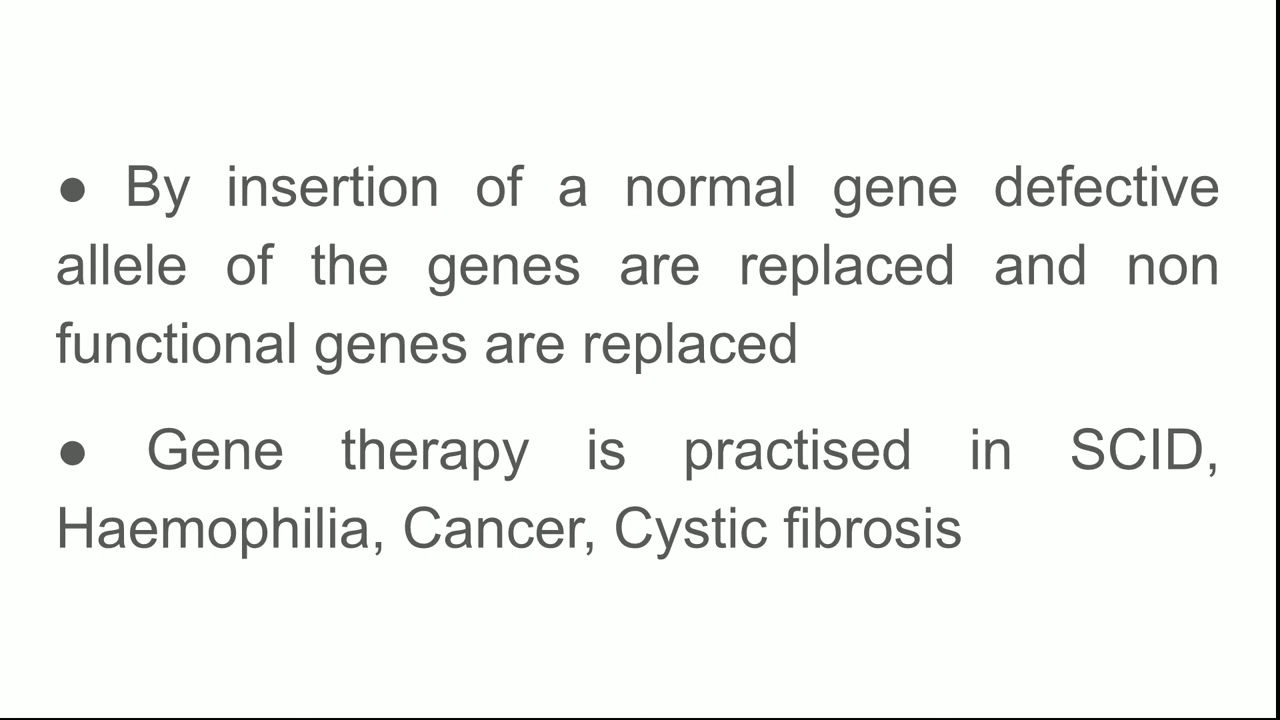 ● By insertion of a normal gene defective
allele of the genes are replaced and non
functional genes are replaced
● Gene therapy is practised in SCID,
Haemophilia, Cancer, Cystic fibrosis